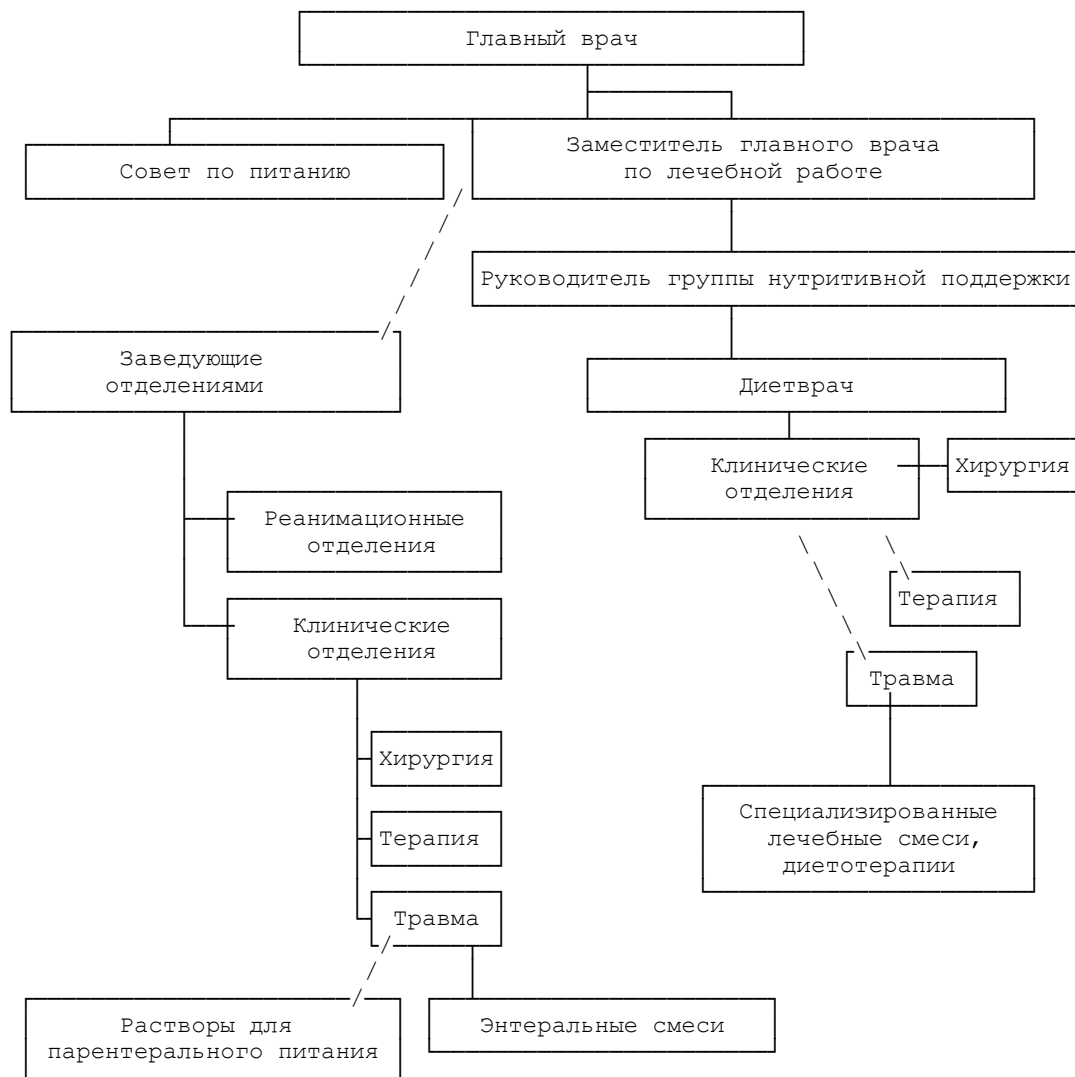 Главный врач
Заместитель главного врача
по лечебной работе
Совет по питанию
Руководитель группы нутритивной поддержки
Заведующие
отделениями
Диетврач
Клинические
отделения
Хирургия
Реанимационные
отделения
Терапия
Клинические
отделения
Травма
Хирургия
Специализированные
лечебные смеси,
диетотерапии
Терапия
Травма
Растворы для
парентерального питания
Энтеральные смеси